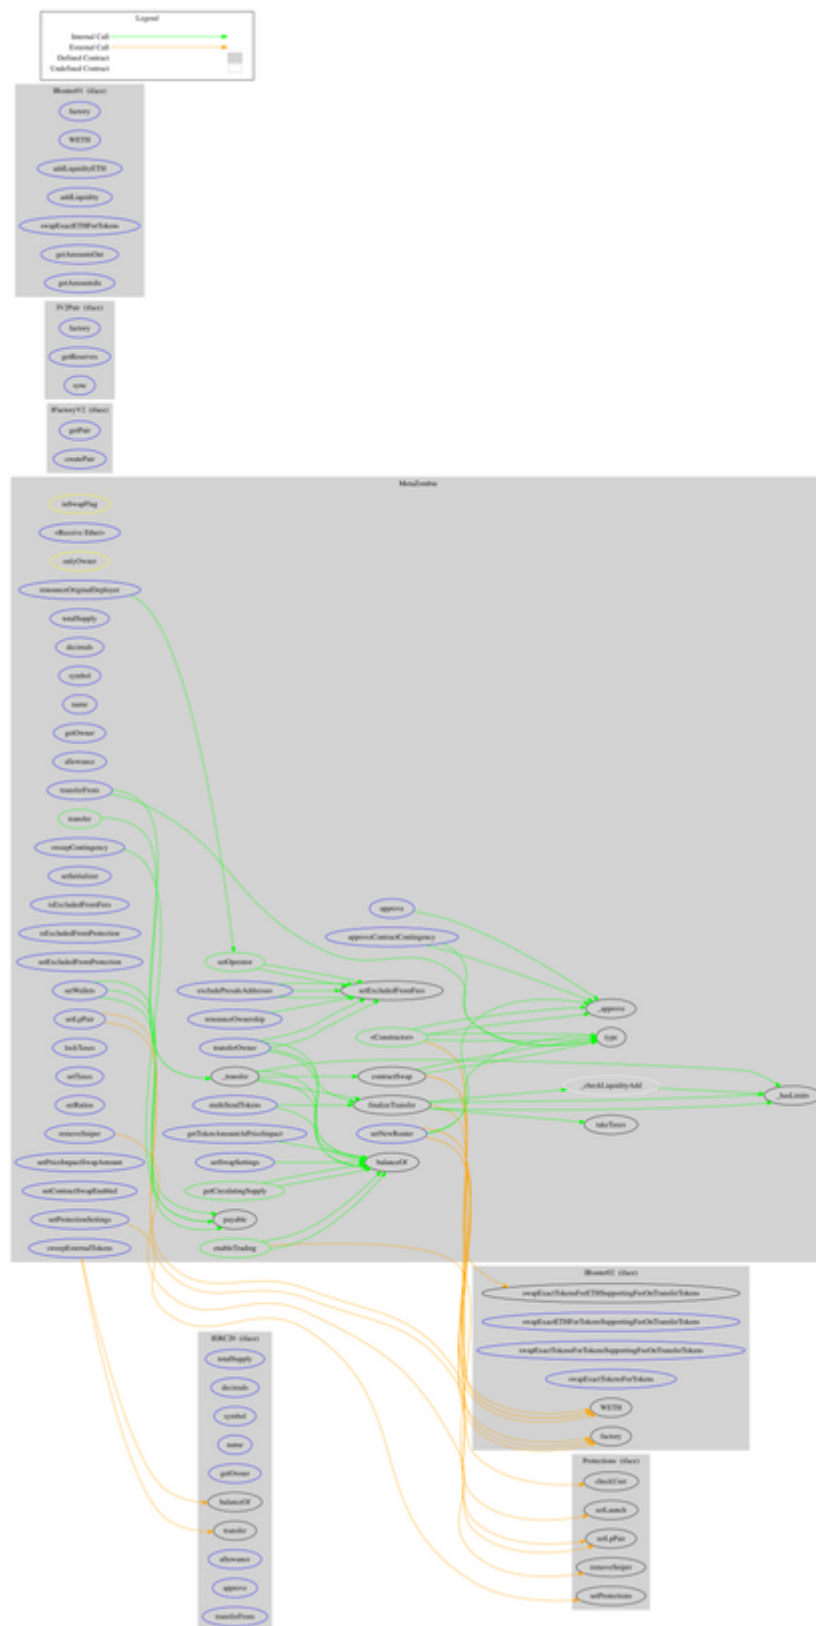 Legend
Internal Call
External Call
Defined Contract
Undefined Contract
IRouter01 (iface)
factory
WETH
addLiquidityETH
addLiquidity
swapExactETHForTokens
getAmountsOut
getAmountsIn
IV2Pair (iface)
factory
getReserves
sync
IFactoryV2 (iface)
getPair
createPair
MetaZombie
inSwapFlag
<Receive Ether>
onlyOwner
renounceOriginalDeployer
totalSupply
decimals
symbol
name
getOwner
allowance
transferFrom
transfer
sweepContingency
setInitializer
isExcludedFromFees
isExcludedFromProtection
setExcludedFromProtection
setWallets
setLpPair
lockTaxes
setTaxes
setRatios
removeSniper
setPriceImpactSwapAmount
setContractSwapEnabled
setProtectionSettings
sweepExternalTokens
setOperator
excludePresaleAddresses
renounceOwnership
transferOwner
_transfer
multiSendTokens
getTokenAmountAtPriceImpact
setSwapSettings
getCirculatingSupply
payable
enableTrading
approve
approveContractContingency
setExcludedFromFees
<Constructor>
contractSwap
finalizeTransfer
setNewRouter
balanceOf
_checkLiquidityAdd
_approve
type
takeTaxes
_hasLimits
IRouter02 (iface)
swapExactTokensForETHSupportingFeeOnTransferTokens
swapExactETHForTokensSupportingFeeOnTransferTokens
swapExactTokensForTokensSupportingFeeOnTransferTokens
swapExactTokensForTokens
WETH
factory
IERC20 (iface)
totalSupply
decimals
symbol
name
getOwner
balanceOf
transfer
allowance
approve
transferFrom
Protections (iface)
checkUser
setLaunch
setLpPair
removeSniper
setProtections